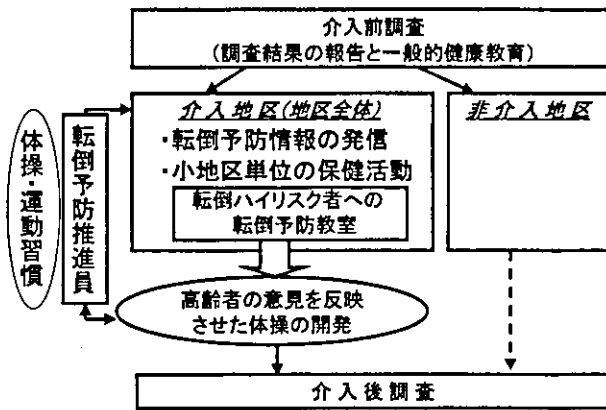 介入前調査
(調査結果の報告と一般的健康教育)
介入地区(地区全体)
・転倒予防情報の発信
・小地区単位の保健活動
転倒ハイリスク者への
転倒予防教室
非介入地区
体操・運動習慣
転倒予防推進員
高齢者の意見を反映
させた体操の開発
介入後調査